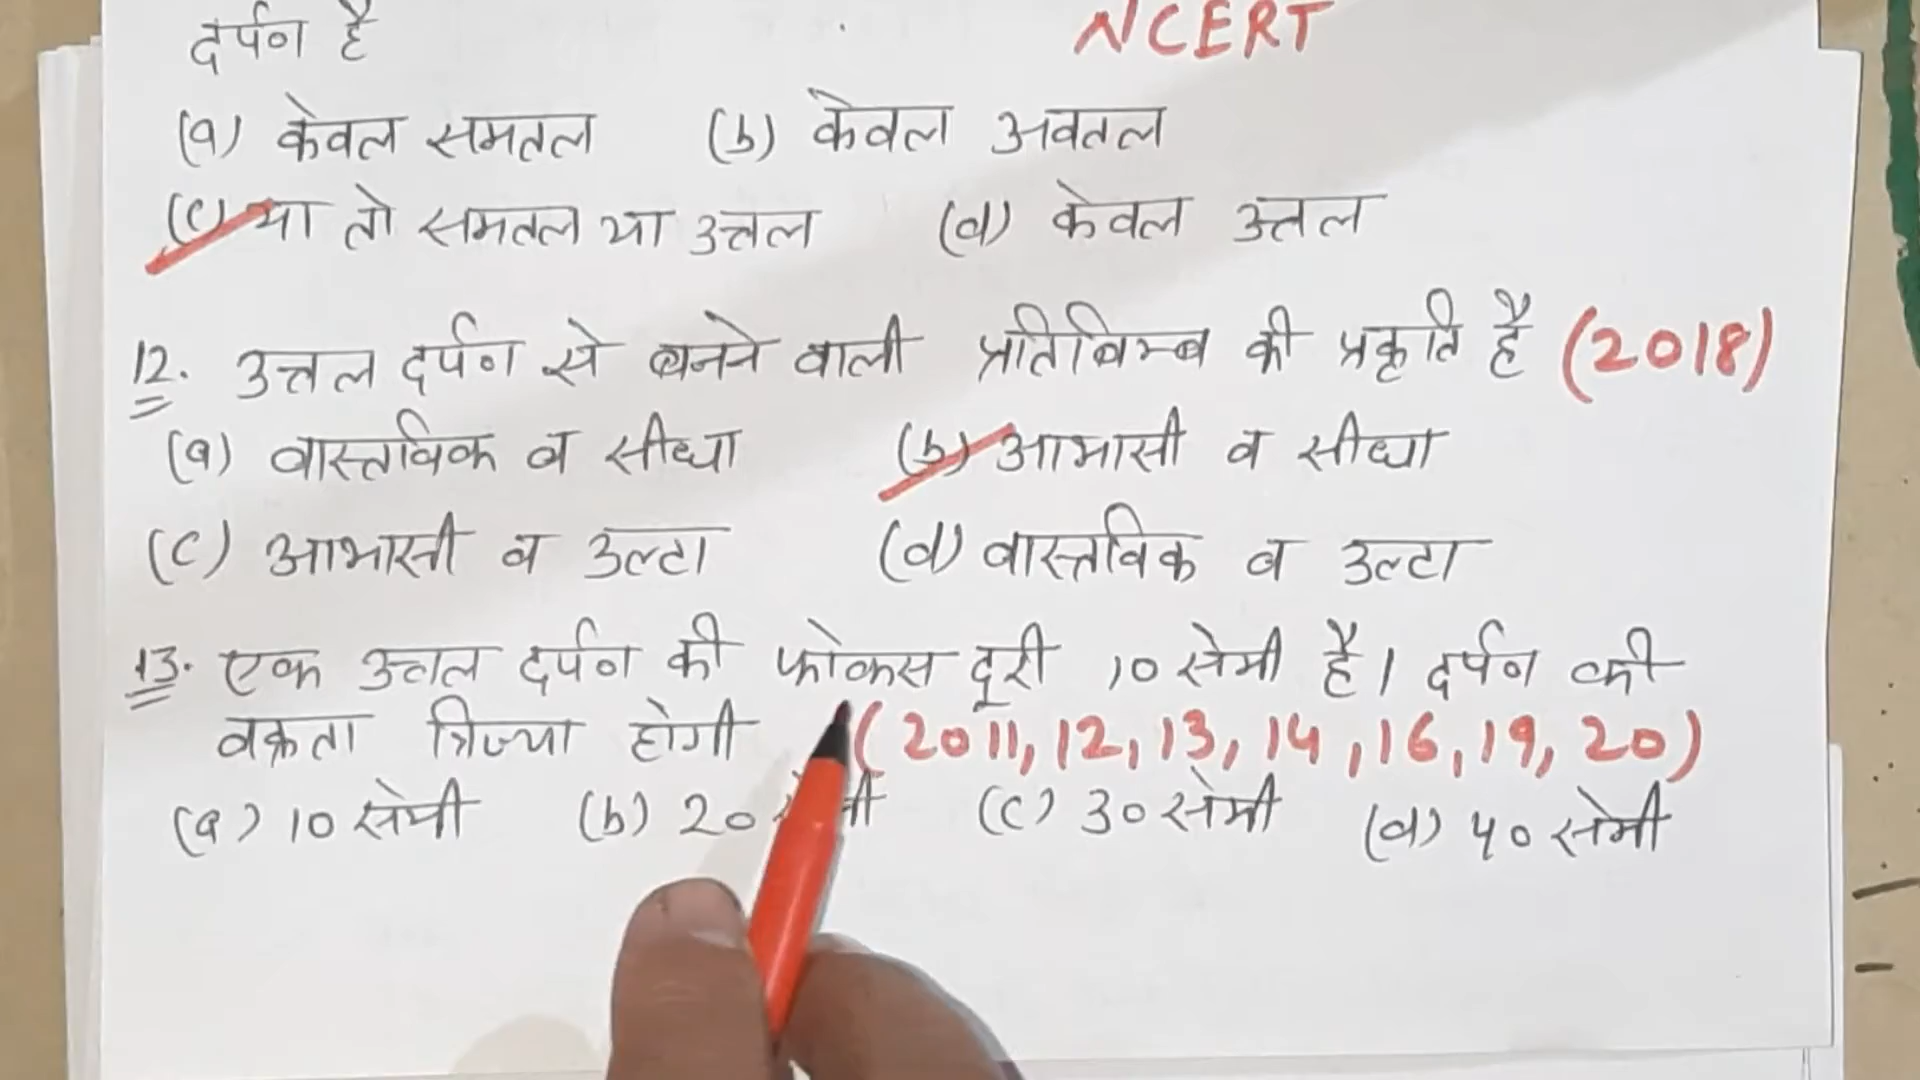 दर्पण है NCERT
(a) केवल समतल (b) केवल अवतल
(c) या तो समतल या उत्तल (d) केवल उत्तल
12. उत्तल दर्पण से बनने वाली प्रतिबिम्ब की प्रकृति है (2018)
(a) वास्तविक व सीधा (b) आभासी व सीधा
(c) आभासी व उल्टा (d) वास्तविक व उल्टा
13. एक उत्तल दर्पण की फोकस दूरी 10 सेमी है। दर्पण की
वक्रता त्रिज्या होगी (2011, 12, 13, 14, 16, 19, 20)
(a) 10 सेमी (b) 20 (c) 30 सेमी (d) 40 सेमी